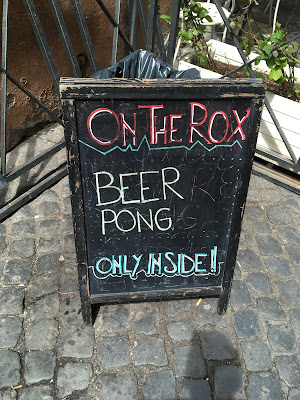 ON THE ROX
BEER
PONG
ONLY INSIDE!